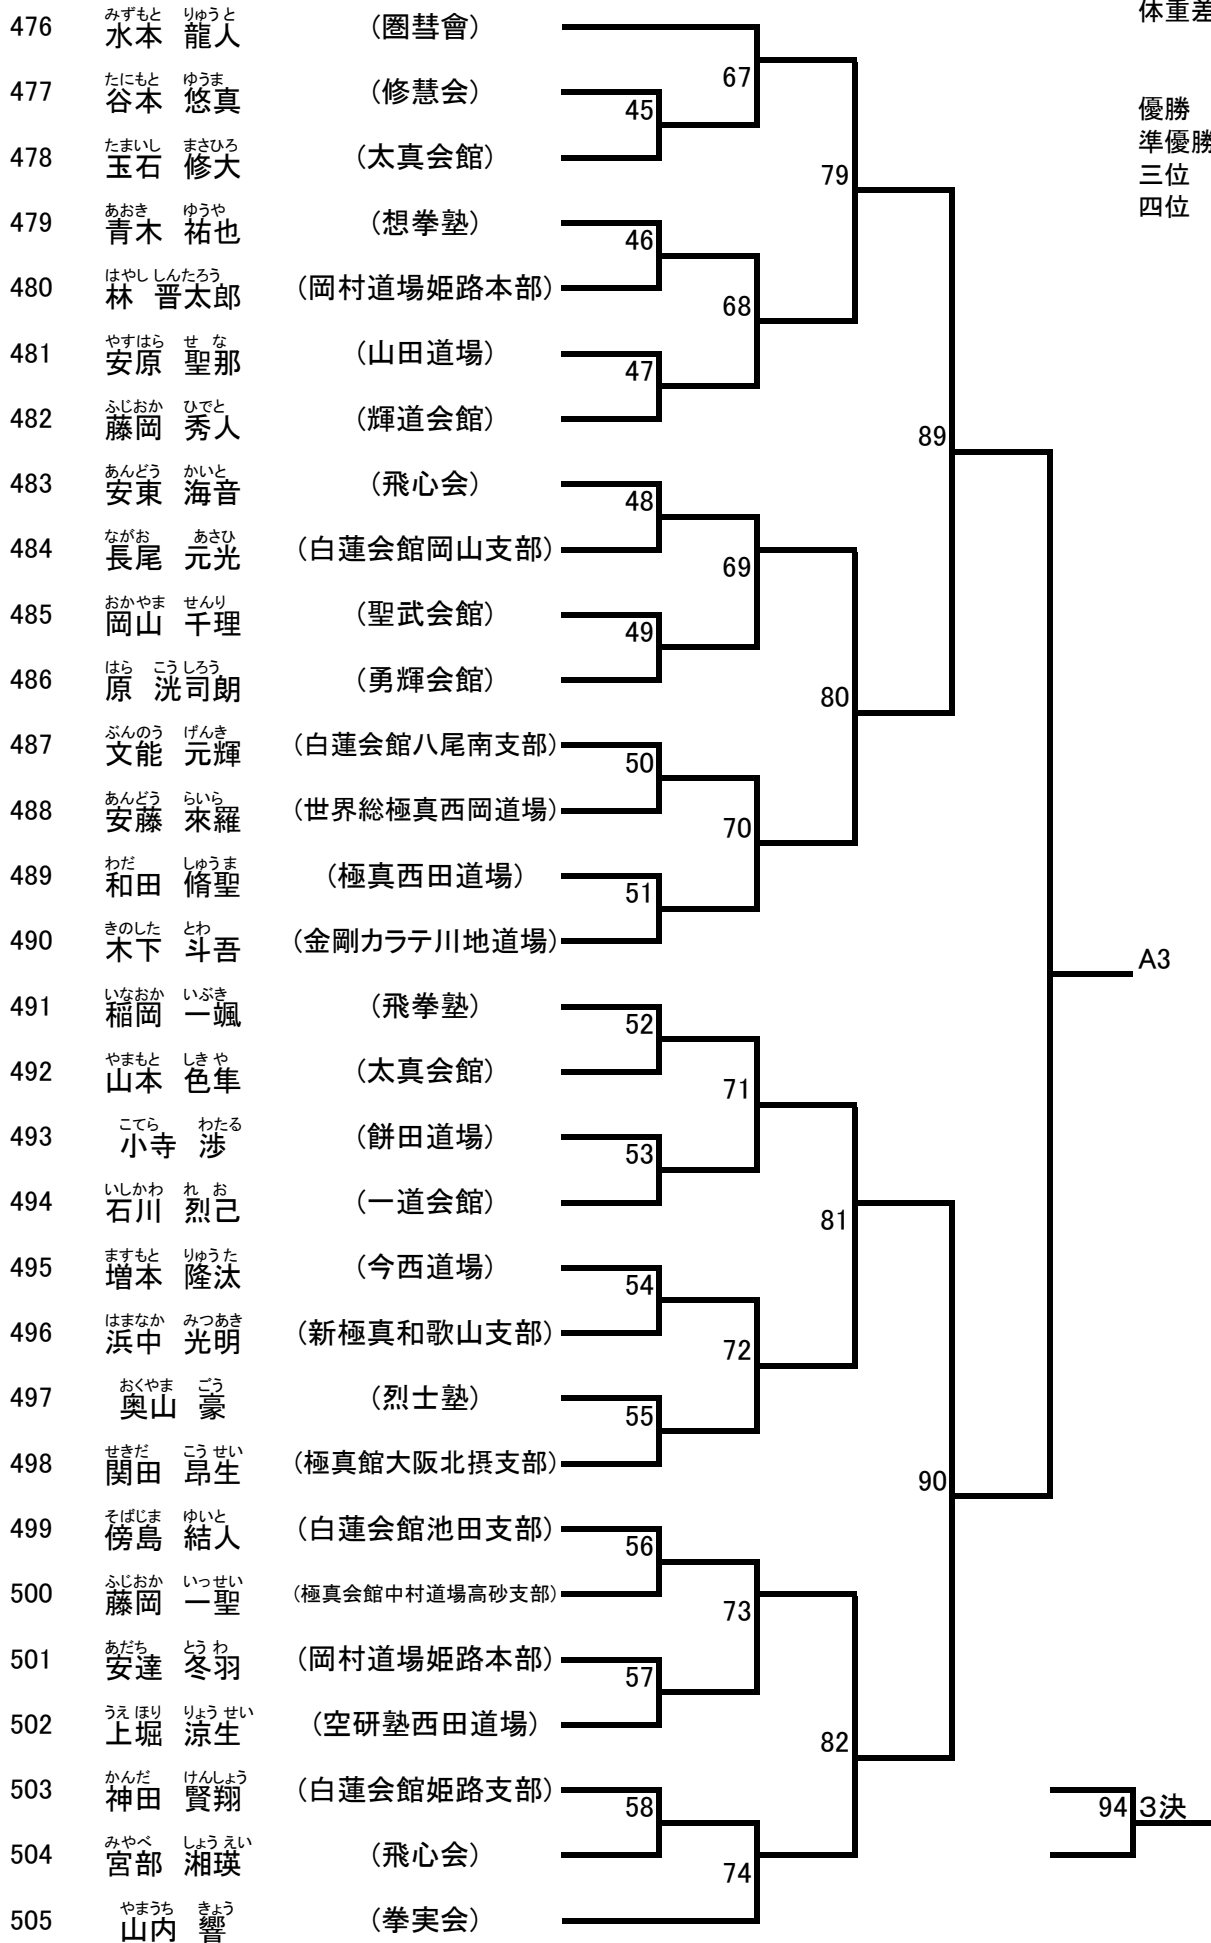 体重差
476 水本 龍人 (圏彗會)
みずもと りゅうと
67
477 谷本 悠真 (修慧会)
たにもと ゆうま
45
優勝
準優勝
478 玉石 修大 (太真会館)
たまいし まさひろ
79
三位
四位
479 青木 祐也 (想拳塾)
あおき ゆうや
46
480 林 晋太郎 (岡村道場姫路本部)
はやし しんたろう
68
481 安原 聖那 (山田道場)
やすはら せ な
47
482 藤岡 秀人 (輝道会館)
ふじおか ひでと
89
483 安東 海音 (飛心会)
あんどう かいと
48
484 長尾 元光 (白蓮会館岡山支部)
ながお あさひ
69
485 岡山 千理 (聖武会館)
おかやま せんり
49
486 原 洸司朗 (勇輝会館)
はら こうしろう
80
487 文能 元輝 (白蓮会館八尾南支部)
ぶんのう げんき
50
488 安藤 來羅 (世界総極真西岡道場)
あんどう らいら
70
489 和田 脩聖 (極真西田道場)
わだ しゅうま
51
490 木下 斗吾 (金剛カラテ川地道場)
きのした とわ
A3
491 稲岡 一颯 (飛拳塾)
いなおか いぶき
52
492 山本 色隼 (太真会館)
やまもと しきや
71
493 小寺 渉 (餅田道場)
こてら わたる
53
494 石川 烈己 (一道会館)
いしかわ れ お
81
495 増本 隆汰 (今西道場)
ますもと りゅうた
54
496 浜中 光明 (新極真和歌山支部)
はまなか みつあき
72
497 奥山 豪 (烈士塾)
おくやま ごう
55
498 関田 昂生 (極真館大阪北摂支部)
せきだ こうせい
90
499 傍島 結人 (白蓮会館池田支部)
そばじま ゆいと
56
500 藤岡 一聖 (極真会館中村道場高砂支部)
ふじおか いっせい
73
501 安達 冬羽 (岡村道場姫路本部)
あだち とうわ
57
502 上堀 涼生 (空研塾西田道場)
うえほり りょうせい
82
503 神田 賢翔 (白蓮会館姫路支部)
かんだ けんしょう
58
94 3決
504 宮部 湘瑛 (飛心会)
みやべ しょうえい
74
505 山内 響 (拳実会)
やまうち きょう